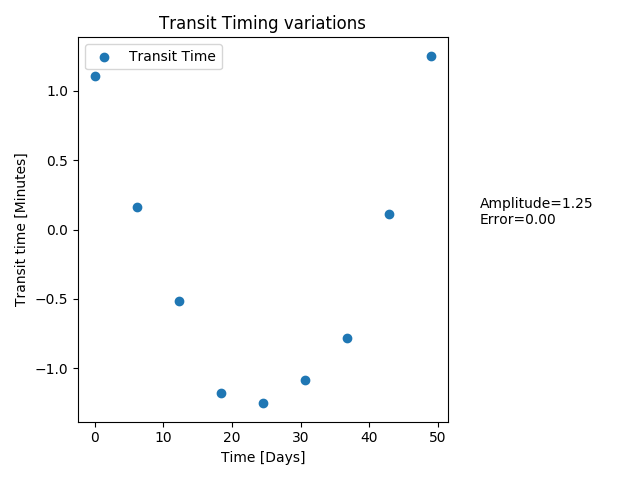 Transit Timing variations
Transit Time
1.0
0.5
0.0
−0.5
−1.0
Transit time [Minutes]
0 10 20 30 40 50
Time [Days]
Amplitude=1.25
Error=0.00